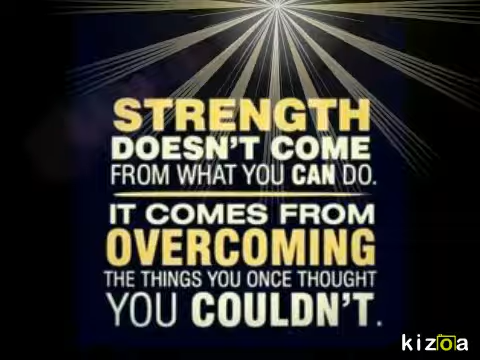 STRENGTH
DOESN'T COME
FROM WHAT YOU CAN DO.
IT COMES FROM
OVERCOMING
THE THINGS YOU ONCE THOUGHT
YOU COULDN'T.
kizoa